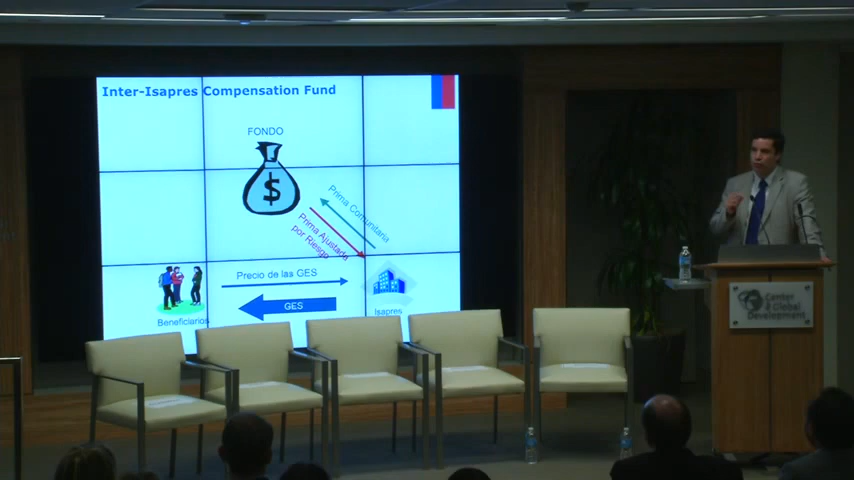 Inter-Isapres Compensation Fund
FONDO
$
Prima Comunitaria
Prima Ajustada
por Riesgo
Precio de las GES
GES
Beneficiarios
Isapres
Center
Global
Development